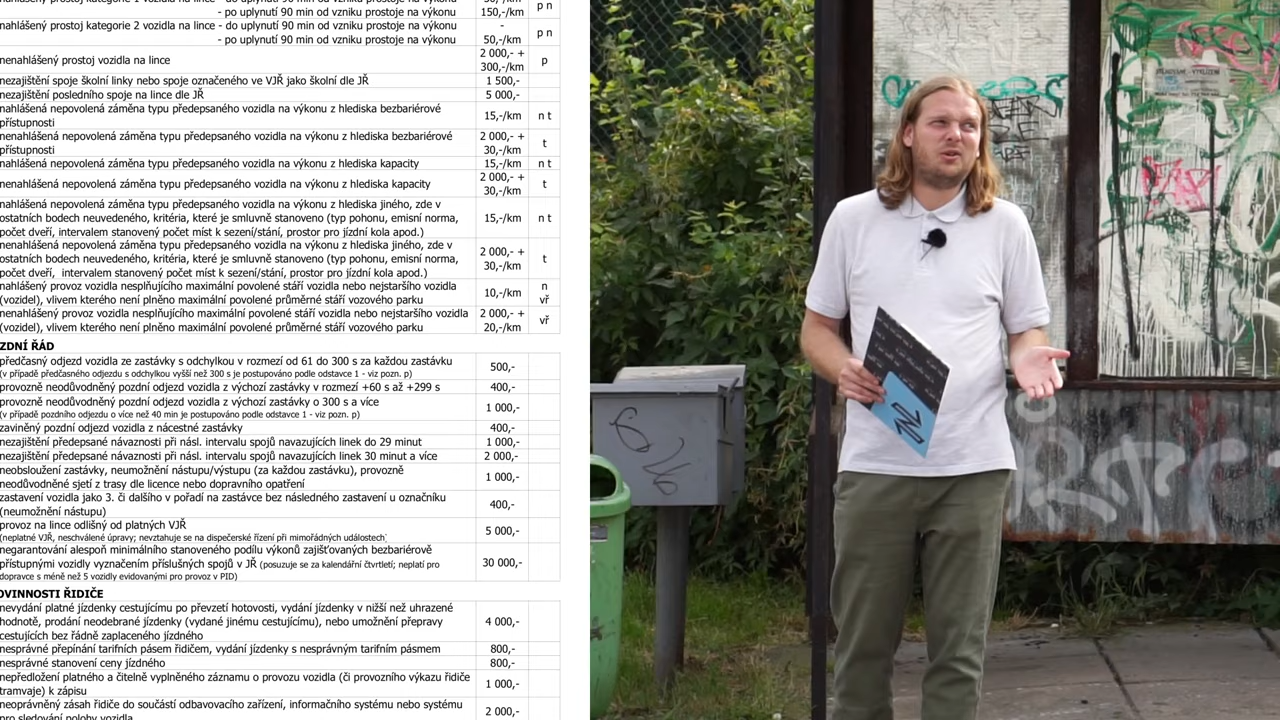 nahlášený prostoj kategorie 1 vozidla na lince - do uplynutí 90 min od vzniku prostoje na výkonu 50,-/km
- po uplynutí 90 min od vzniku prostoje na výkonu 150,-/km p n
nahlášený prostoj kategorie 2 vozidla na lince - do uplynutí 90 min od vzniku prostoje na výkonu -
- po uplynutí 90 min od vzniku prostoje na výkonu 50,-/km p n
nenahlášený prostoj vozidla na lince 2 000,- + 300,-/km p
nezajištění spoje školní linky nebo spoje označeného ve VJŘ jako školní dle JŘ 1 500,-
nezajištění posledního spoje na lince dle JŘ 5 000,-
nahlášená nepovolená záměna typu předepsaného vozidla na výkonu z hlediska bezbariérové
přístupnosti 15,-/km n t
nenahlášená nepovolená záměna typu předepsaného vozidla na výkonu z hlediska bezbariérové 2 000,- +
přístupnosti 30,-/km t
nahlášená nepovolená záměna typu předepsaného vozidla na výkonu z hlediska kapacity 15,-/km n t
nenahlášená nepovolená záměna typu předepsaného vozidla na výkonu z hlediska kapacity 2 000,- + 30,-/km t
nahlášená nepovolená záměna typu předepsaného vozidla na výkonu z hlediska jiného, zde v
ostatních bodech neuvedeného, kritéria, které je smluvně stanoveno (typ pohonu, emisní norma, 15,-/km n t
počet dveří, intervalem stanovený počet míst k sezení/stání, prostor pro jízdní kola apod.)
nenahlášená nepovolená záměna typu předepsaného vozidla na výkonu z hlediska jiného, zde v 2 000,- +
ostatních bodech neuvedeného, kritéria, které je smluvně stanoveno (typ pohonu, emisní norma, 30,-/km t
počet dveří, intervalem stanovený počet míst k sezení/stání, prostor pro jízdní kola apod.)
nahlášený provoz vozidla nesplňujícího maximální povolené stáří vozidla nebo nejstaršího vozidla n
(vozidel), vlivem kterého není plněno maximální povolené průměrné stáří vozového parku 10,-/km vř
nenahlášený provoz vozidla nesplňujícího maximální povolené stáří vozidla nebo nejstaršího vozidla 2 000,- +
(vozidel), vlivem kterého není plněno maximální povolené průměrné stáří vozového parku 20,-/km vř
ZDNÍ ŘÁD
předčasný odjezd vozidla ze zastávky s odchylkou v rozmezí od 61 do 300 s za každou zastávku 500,-
(v případě předčasného odjezdu s odchylkou vyšší než 300 s je postupováno podle odstavce 1 - viz pozn. p)
provozně neodůvodněný pozdní odjezd vozidla z výchozí zastávky v rozmezí +60 s až +299 s 400,-
provozně neodůvodněný pozdní odjezd vozidla z výchozí zastávky o 300 s a více 1 000,-
(v případě pozdního odjezdu o více než 40 min je postupováno podle odstavce 1 - viz pozn. p)
zaviněný pozdní odjezd vozidla z nácestné zastávky 400,-
nezajištění předepsané návaznosti při násl. intervalu spojů navazujících linek do 29 minut 1 000,-
nezajištění předepsané návaznosti při násl. intervalu spojů navazujících linek 30 minut a více 2 000,-
neobsloužení zastávky, neumožnění nástupu/výstupu (za každou zastávku), provozně
neodůvodněné sjetí z trasy dle licence nebo dopravního opatření 1 000,-
zastavení vozidla jako 3. či dalšího v pořadí na zastávce bez následného zastavení u označníku
(neumožnění nástupu) 400,-
provoz na lince odlišný od platných VJŘ 5 000,-
(neplatné VJŘ, neschválené úpravy; nevztahuje se na dispečerské řízení při mimořádných událostech)
negarantování alespoň minimálního stanoveného podílu výkonů zajišťovaných bezbariérově
přístupnými vozidly vyznačením příslušných spojů v JŘ (posuzuje se za kalendářní čtvrtletí; neplatí pro 30 000,-
dopravce s méně než 5 vozidly evidovanými pro provoz v PID)
OVINNOSTI ŘIDIČE
nevydání platné jízdenky cestujícímu po převzetí hotovosti, vydání jízdenky v nižší než uhrazené
hodnotě, prodání neodebrané jízdenky (vydané jinému cestujícímu), nebo umožnění přepravy 4 000,-
cestujících bez řádně zaplaceného jízdného
nesprávné přepínání tarifních pásem řidičem, vydání jízdenky s nesprávným tarifním pásmem 800,-
nesprávné stanovení ceny jízdného 800,-
nepředložení platného a čitelně vyplněného záznamu o provozu vozidla (či provozního výkazu řidiče
tramvaje) k zápisu 1 000,-
neoprávněný zásah řidiče do součástí odbavovacího zařízení, informačního systému nebo systému
pro sledování polohy vozidla 2 000,-